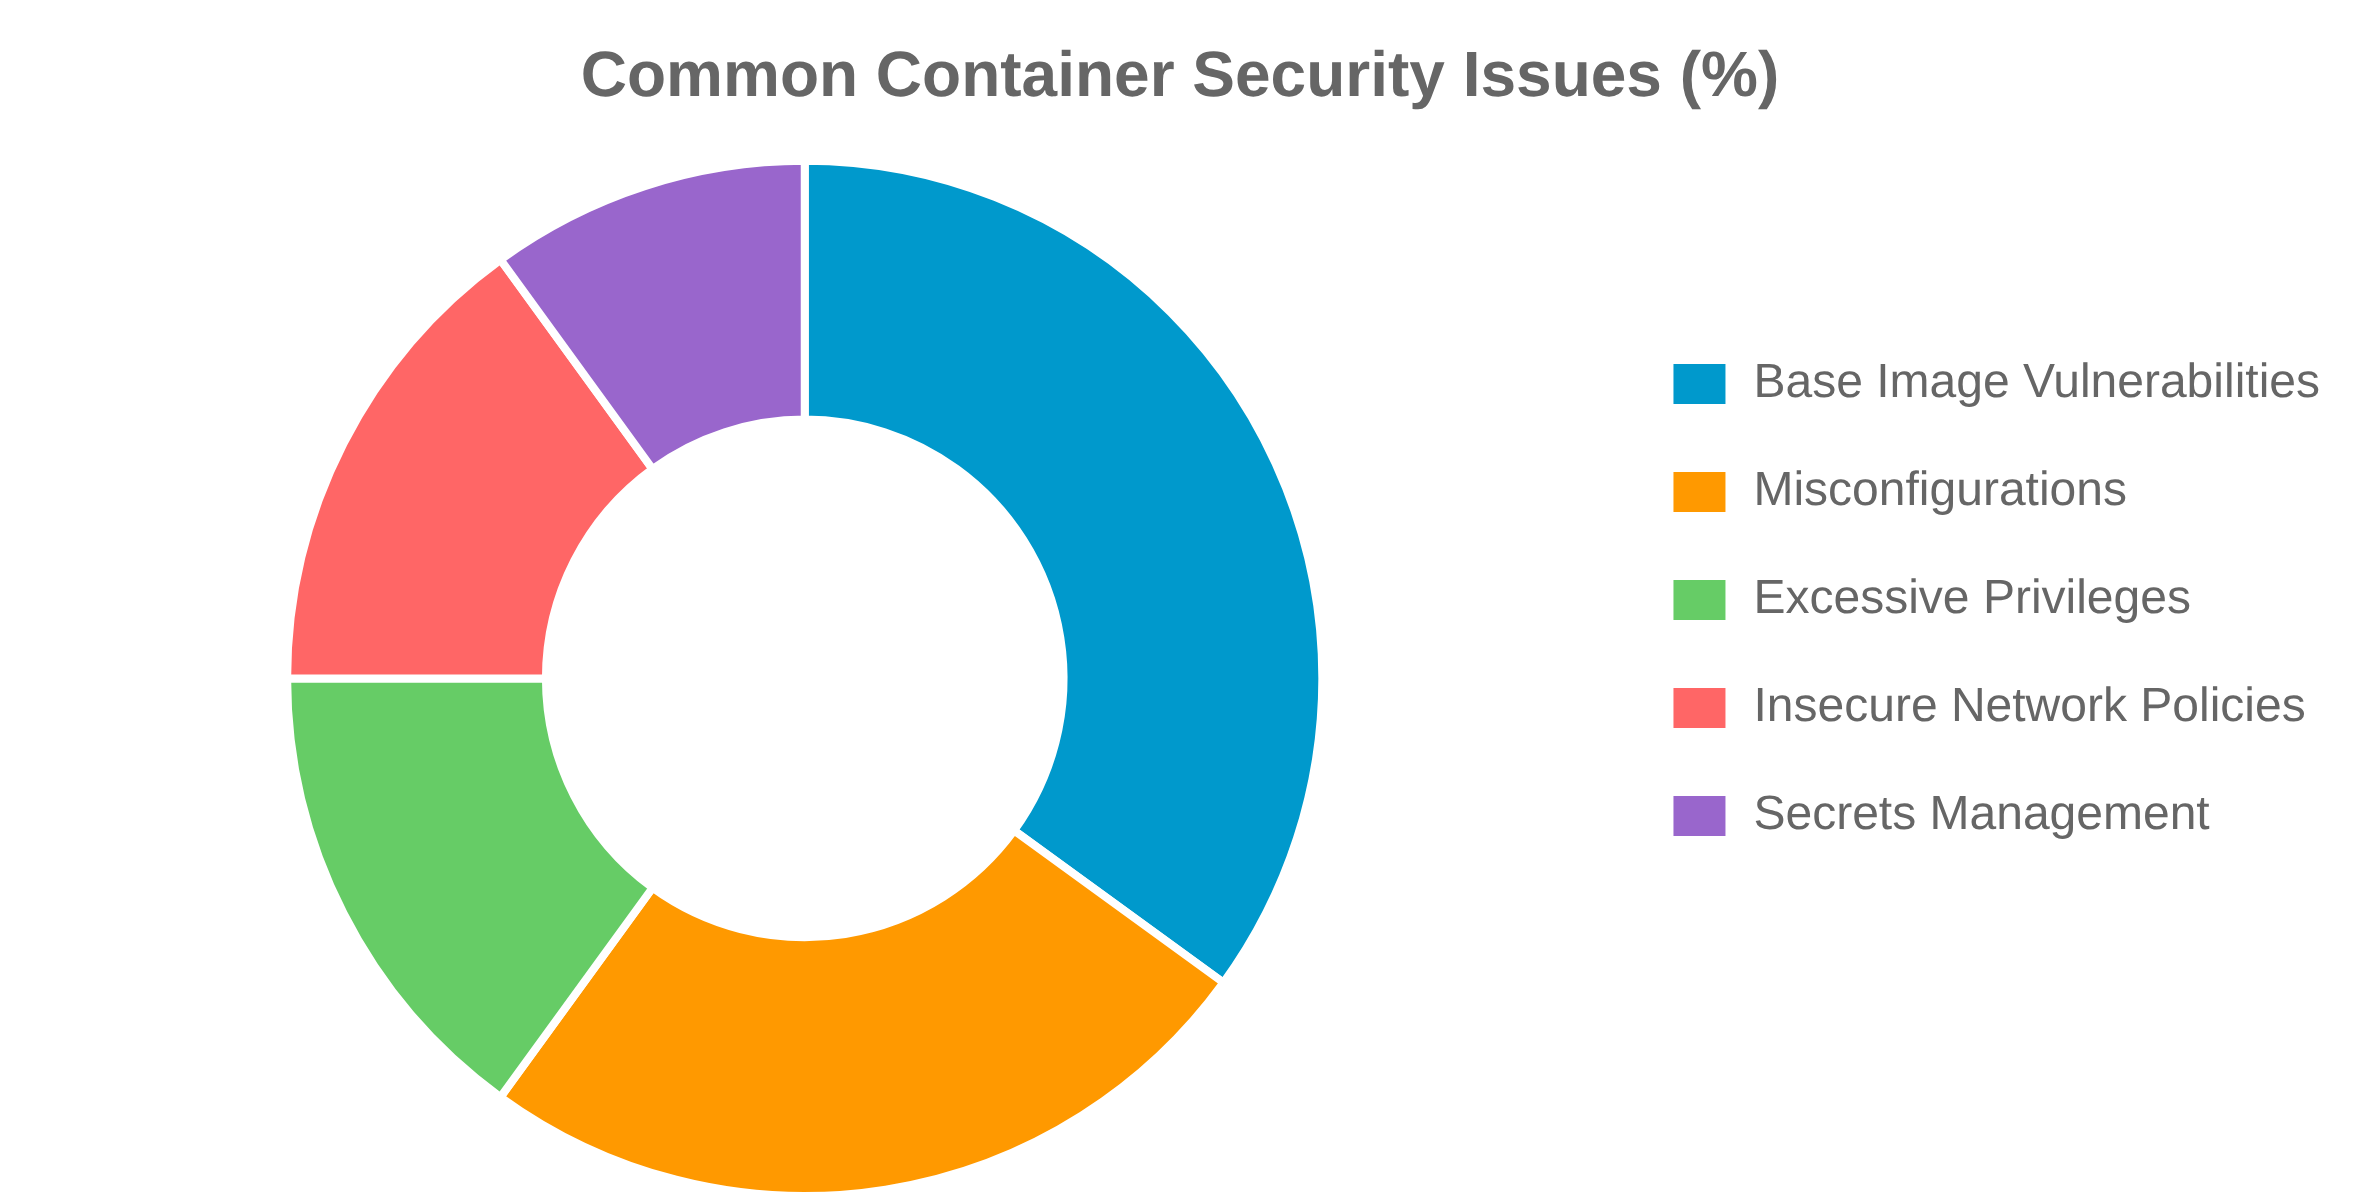 Common Container Security Issues (%)
Base Image Vulnerabilities
Misconfigurations
Excessive Privileges
Insecure Network Policies
Secrets Management